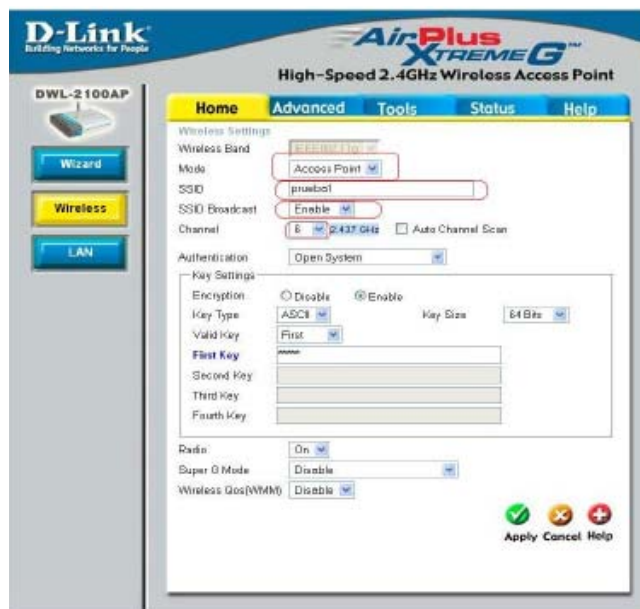 D-Link
Building Networks for People
AirPlus
XTREME G™
High-Speed 2.4GHz Wireless Access Point
DWL-2100AP
Home Advanced Tools Status Help
Wizard
Wireless
LAN
Wireless Settings
Wireless Band
Mode Access Point
SSID prueba1
SSID Broadcast Enable
Channel 6 2.437 GHz Auto Channel Scan
Authentication Open System
Key Settings
Encryption Disable Enable
Key Type ASCII Key Size 64 Bits
Valid Key First
First Key
Second Key
Third Key
Fourth Key
Radio On
Super G Mode Disable
Wireless Qos(WMM) Disable
Apply Cancel Help